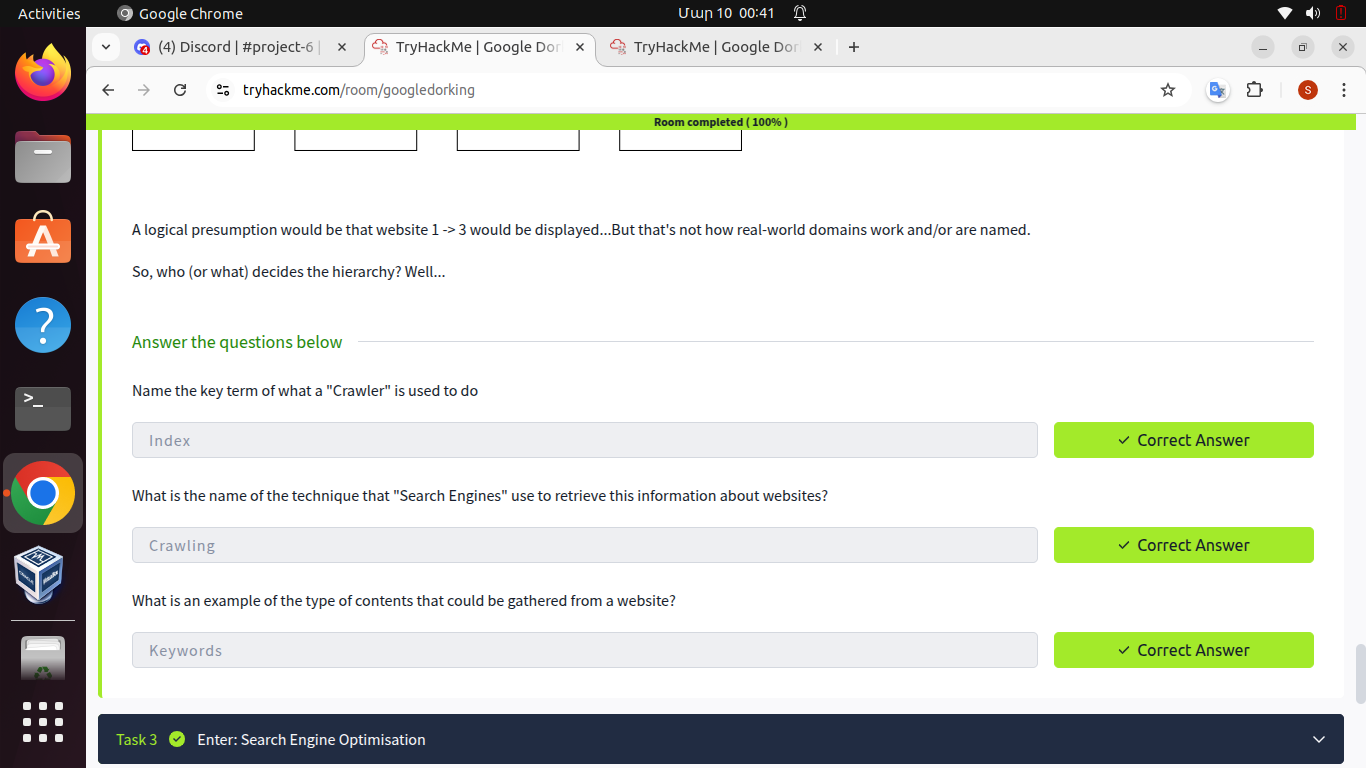 Activities
Google Chrome
Մար 10 00:41
(4) Discord | #project-6 |
TryHackMe | Google Dor
TryHackMe | Google Dor
tryhackme.com/room/googledorking
S
Room completed ( 100% )
A logical presumption would be that website 1 -> 3 would be displayed...But that's not how real-world domains work and/or are named.
So, who (or what) decides the hierarchy? Well...
Answer the questions below
Name the key term of what a "Crawler" is used to do
Index
Correct Answer
What is the name of the technique that "Search Engines" use to retrieve this information about websites?
Crawling
Correct Answer
What is an example of the type of contents that could be gathered from a website?
Keywords
Correct Answer
Task 3
Enter: Search Engine Optimisation